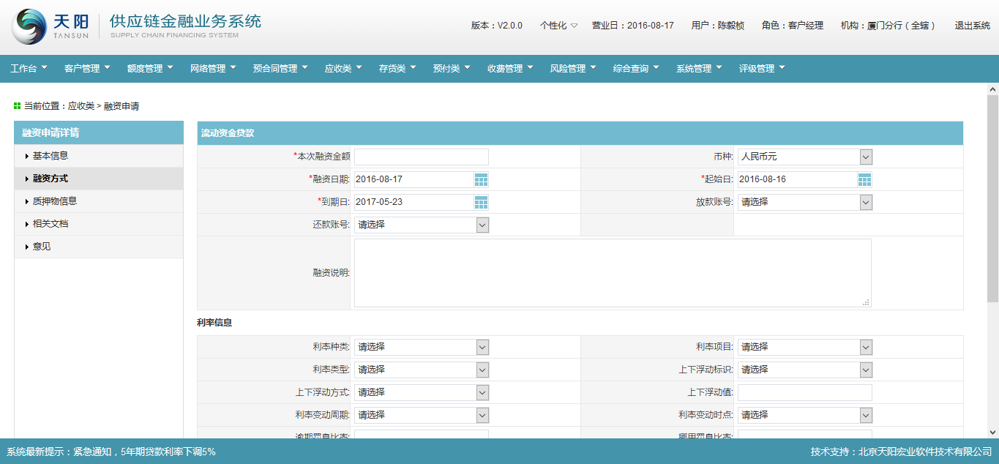 天阳 TANSUN 供应链金融业务系统 SUPPLY CHAIN FINANCING SYSTEM
版本：V2.0.0 个性化 营业日：2016-08-17 用户：陈毅桢 角色：客户经理 机构：厦门分行（全辖） 退出系统
工作台 客户管理 额度管理 网络管理 预合同管理 应收类 存货类 预付类 收费管理 风险管理 综合查询 系统管理 评级管理
当前位置：应收类 > 融资申请
融资申请详情
基本信息
融资方式
质押物信息
相关文档
意见
流动资金贷款
*本次融资金额 币种: 人民币元
*融资日期: 2016-08-17 *起始日: 2016-08-16
*到期日: 2017-05-23 放款账号: 请选择
还款账号: 请选择
融资说明:
利率信息
利率种类: 请选择 利率项目: 请选择
利率类型: 请选择 上下浮动标识: 请选择
上下浮动方式: 请选择 上下浮动值:
利率变动周期: 请选择 利率变动时点: 请选择
逾期罚息比率: 挪用罚息比率:
系统最新提示：紧急通知，5年期贷款利率下调5% 技术支持：北京天阳宏业软件技术有限公司